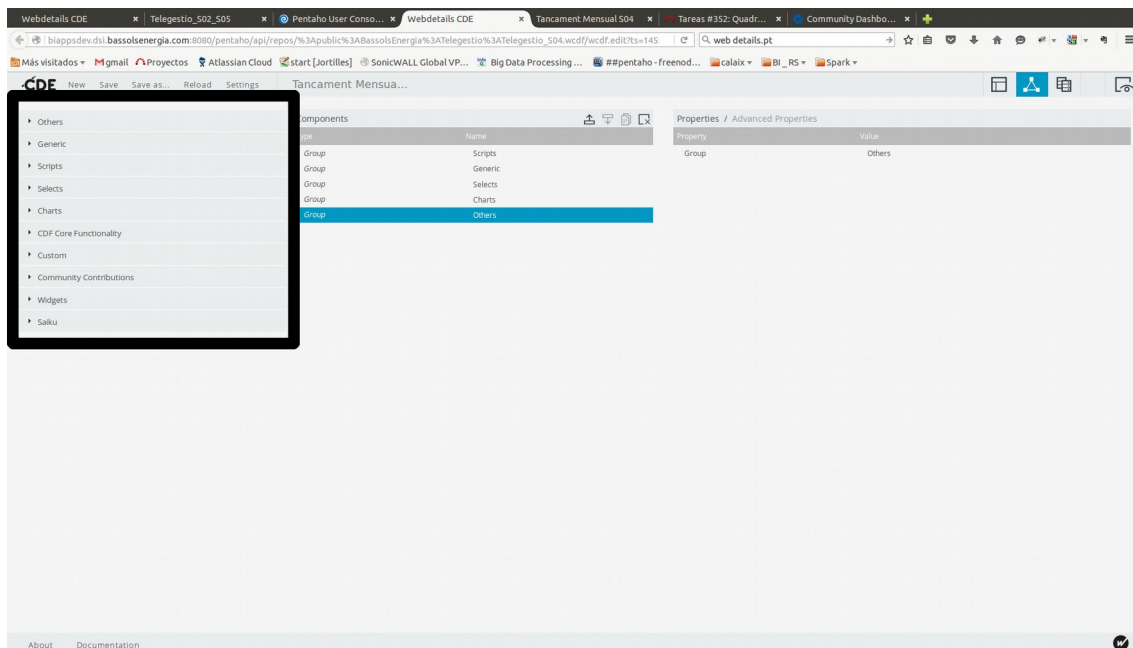 Webdetails CDE
Telegestio_S02_S05
Pentaho User Conso...
Webdetails CDE
Tancament Mensual S04
Tareas #352: Quadr...
Community Dashbo...
biappsdev.dsl.bassolsenergia.com:8080/pentaho/api/repos/%3Apublic%3ABassolsEnergia%3ATelegestio%3ATelegestio_S04.wcdf/wcdf.edit?ts=145
web details.pt
Más visitados
gmail
Proyectos
Atlassian Cloud
start [Jortilles]
SonicWALL Global VP...
Big Data Processing ...
##pentaho - freenod...
calaix
BI_RS
Spark
CDE New Save Save as... Reload Settings Tancament Mensua...
Others
Generic
Scripts
Selects
Charts
CDF Core Functionality
Custom
Community Contributions
Widgets
Saiku
Name
Group Scripts
Group Generic
Group Selects
Group Charts
Group Others
Properties / Advanced Properties
Property Value
Group Others
About Documentation